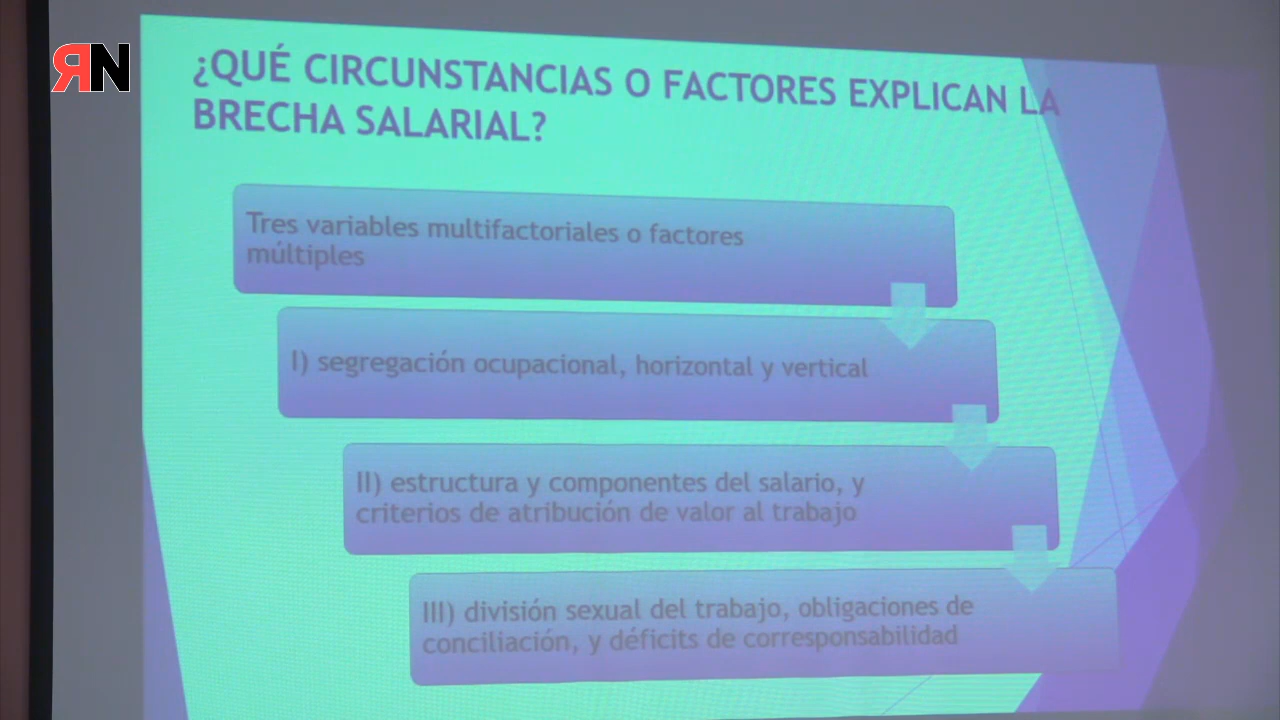 RN
¿QUÉ CIRCUNSTANCIAS O FACTORES EXPLICAN LA
BRECHA SALARIAL?
Tres variables multifactoriales o factores
múltiples
I) segregación ocupacional, horizontal y vertical
II) estructura y componentes del salario, y
criterios de atribución de valor al trabajo
III) división sexual del trabajo, obligaciones de
conciliación, y déficits de corresponsabilidad